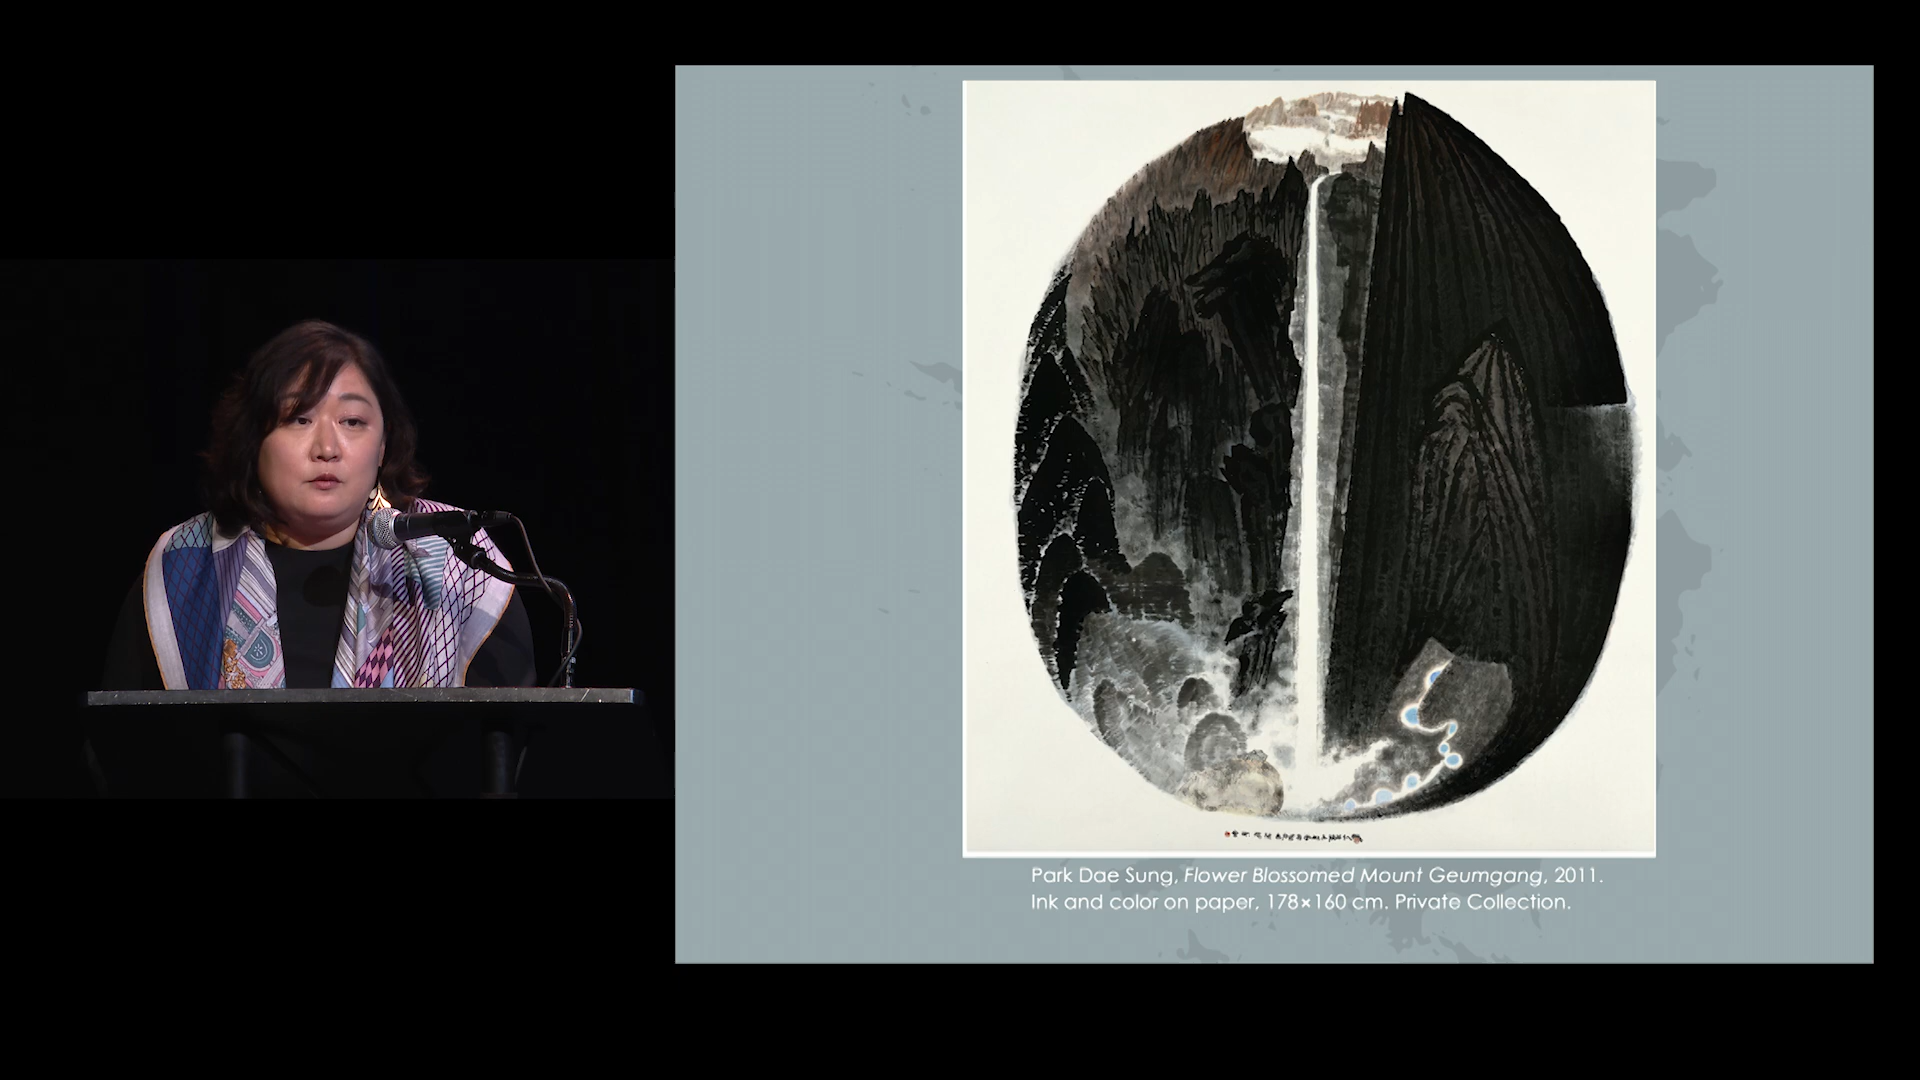 Park Dae Sung, Flower Blossomed Mount Geumgang, 2011.
Ink and color on paper, 178×160 cm. Private Collection.